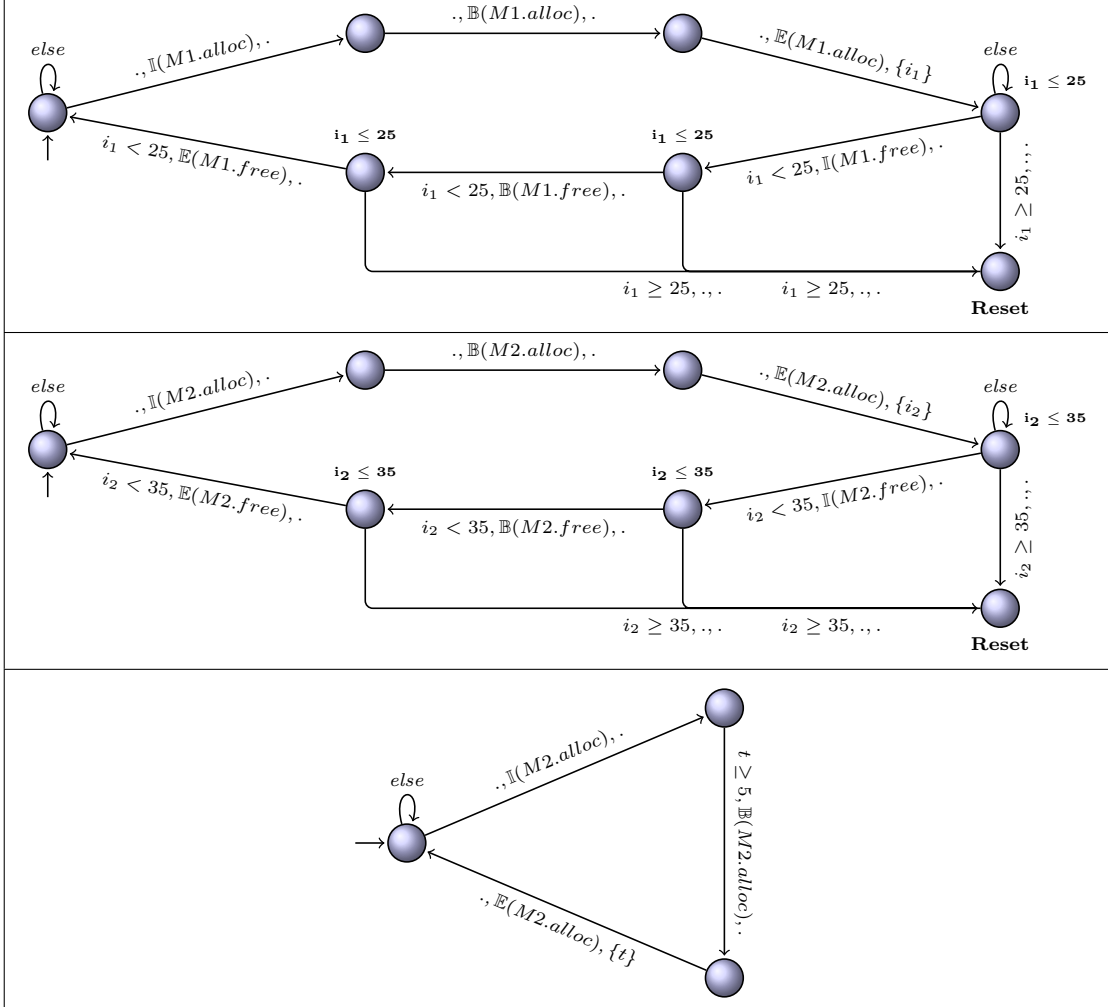 ., 𝔹(M1.alloc), .
else
., 𝕀(M1.alloc), .
., 𝔼(M1.alloc), {i₁}
else
i₁ ≤ 25
i₁ ≤ 25
i₁ ≤ 25
i₁ < 25, 𝔼(M1.free), .
i₁ < 25, 𝔹(M1.free), .
i₁ < 25, 𝕀(M1.free), .
i₁ ≥ 25, ., .
i₁ ≥ 25, ., .
i₁ ≥ 25, ., .
Reset
., 𝔹(M2.alloc), .
else
., 𝕀(M2.alloc), .
., 𝔼(M2.alloc), {i₂}
else
i₂ ≤ 35
i₂ ≤ 35
i₂ ≤ 35
i₂ < 35, 𝔼(M2.free), .
i₂ < 35, 𝔹(M2.free), .
i₂ < 35, 𝕀(M2.free), .
i₂ ≥ 35, ., .
i₂ ≥ 35, ., .
i₂ ≥ 35, ., .
Reset
., 𝕀(M2.alloc), .
else
t ≥ 5, 𝔹(M2.alloc), .
., 𝔼(M2.alloc), {t}